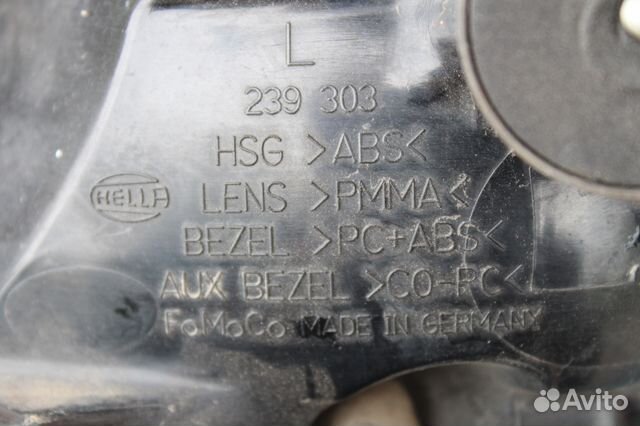 L
239 303
HSG >ABS<
HELLA
LENS >PMMA<
BEZEL >PC+ABS<
AUX BEZEL >CO-PC<
FoMoCo MADE IN GERMANY
Avito